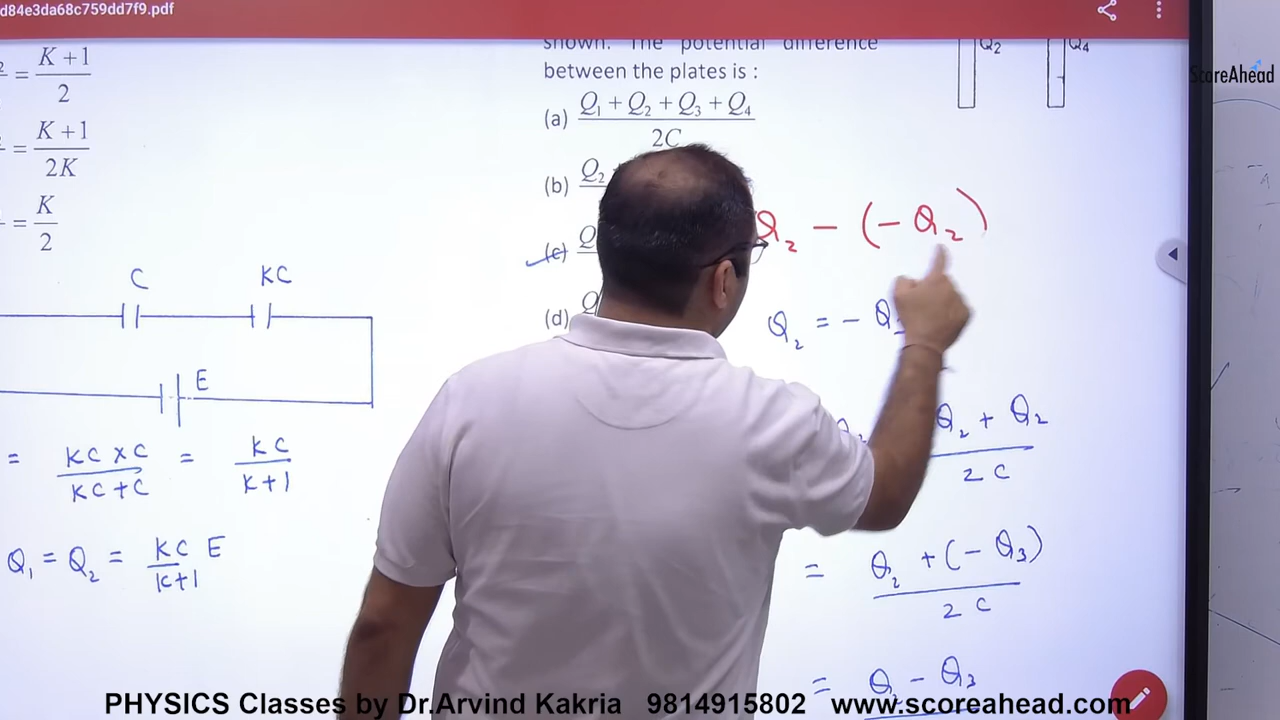 d84e3da68c759dd7f9.pdf
= K + 1 / 2
= K + 1 / 2K
= K / 2
C KC
E
= KC × C / KC + C = KC / K+1
Q₁ = Q₂ = KC / K+1 E
shown. The potential difference
between the plates is :
(a) Q₁ + Q₂ + Q₃ + Q₄ / 2C
(b) Q₂
(c) Q
(d) Q
Q₂ Q₄
Q₂ - (-Q₂)
Q₂ = - Q
Q₂ + Q₂ / 2C
= Q₂ + (- Q₃) / 2C
= Q₂ - Q₃
ScoreAhead
PHYSICS Classes by Dr.Arvind Kakria 9814915802 www.scoreahead.com